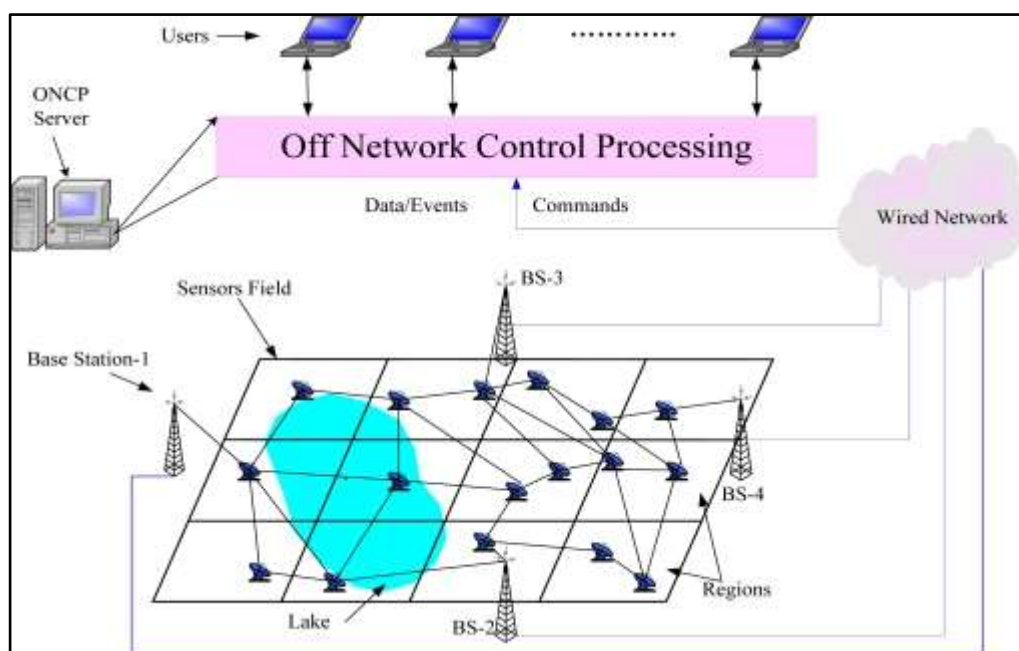 Users
ONCP
Server
Off Network Control Processing
Data/Events
Commands
Wired Network
Sensors Field
BS-3
Base Station-1
BS-4
Regions
Lake
BS-2